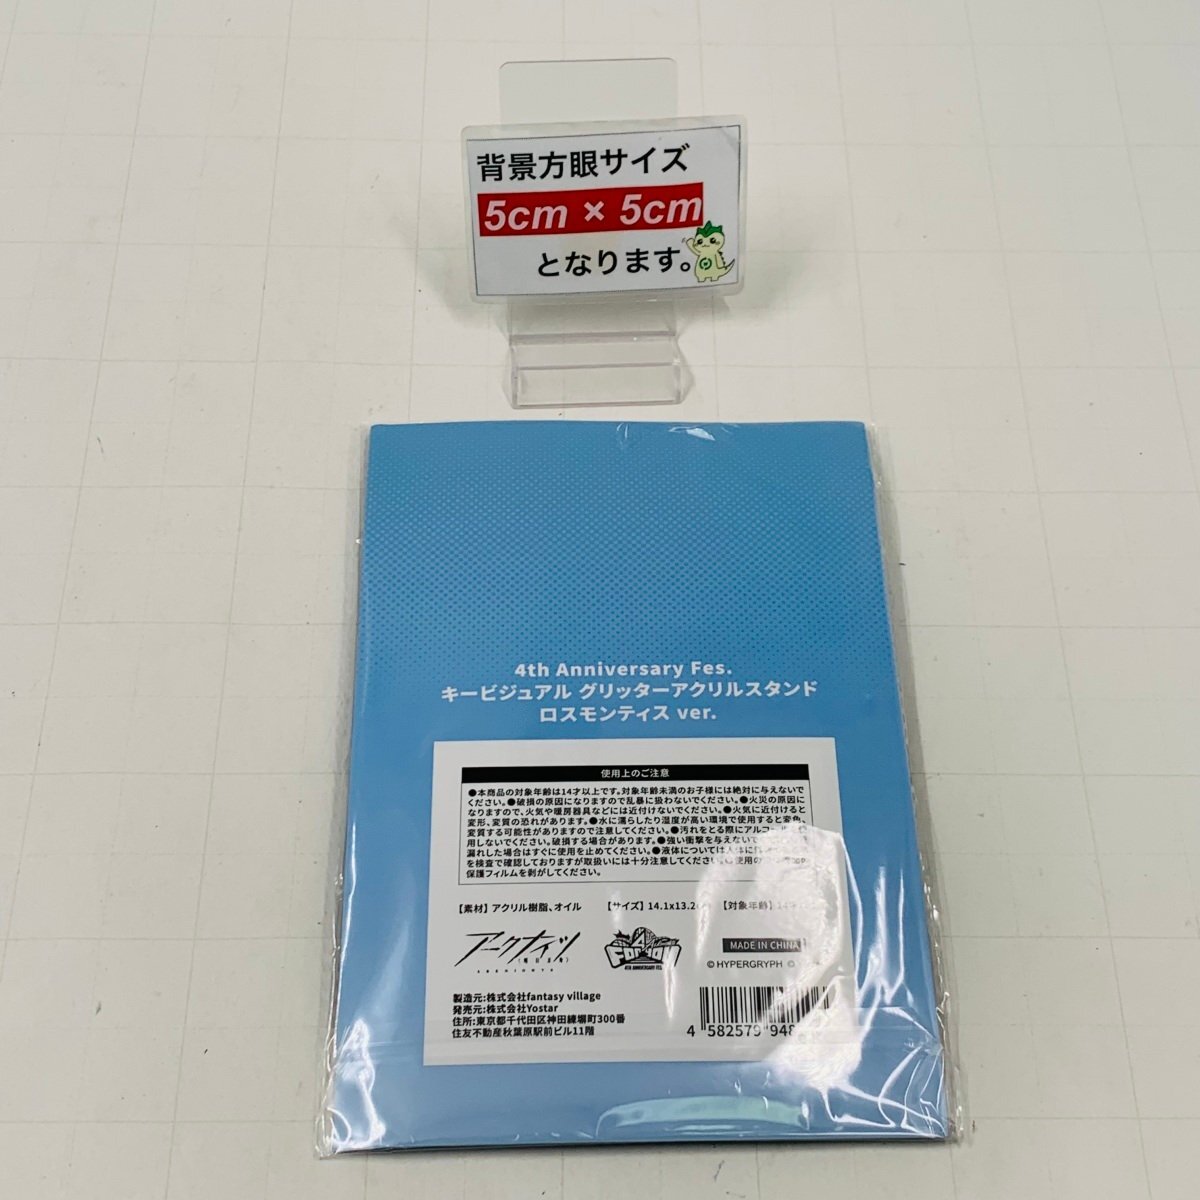 背景方眼サイズ
5cm × 5cm
となります。
4th Anniversary Fes.
キービジュアル グリッターアクリルスタンド
ロスモンティス ver.
使用上のご注意
●本商品の対象年齢は14才以上です。対象年齢未満のお子様には絶対に与えないで
ください。●破損の原因になりますので乱暴に扱わないでください。●火災の原因に
なりますので、火気や暖房器具などには近付けないでください。●火気に近付けると
変形、変質の恐れがあります。●水に濡らしたり湿度が高い環境で使用すると変色、
変質する可能性がありますので注意してください。●汚れをとる際にアルコール
用しないでください。破損する場合があります。●強い衝撃を与えないで
漏れした場合はすぐに使用を止めてください。●液体については人体に
を検査で確認しておりますが取扱いには十分注意してください。●使用の
保護フィルムを剥がしてください。
【素材】アクリル樹脂、オイル 【サイズ】14.1x13.2 【対象年齢】
アークナイツ
(明日方舟)
ARKNIGHTS
4TH ANNIVERSARY FES.
MADE IN CHINA
© HYPERGRYPH ©
製造元:株式会社fantasy village
発売元:株式会社Yostar
住所:東京都千代田区神田練塀町300番
住友不動産秋葉原駅前ビル11階
4 582579 948